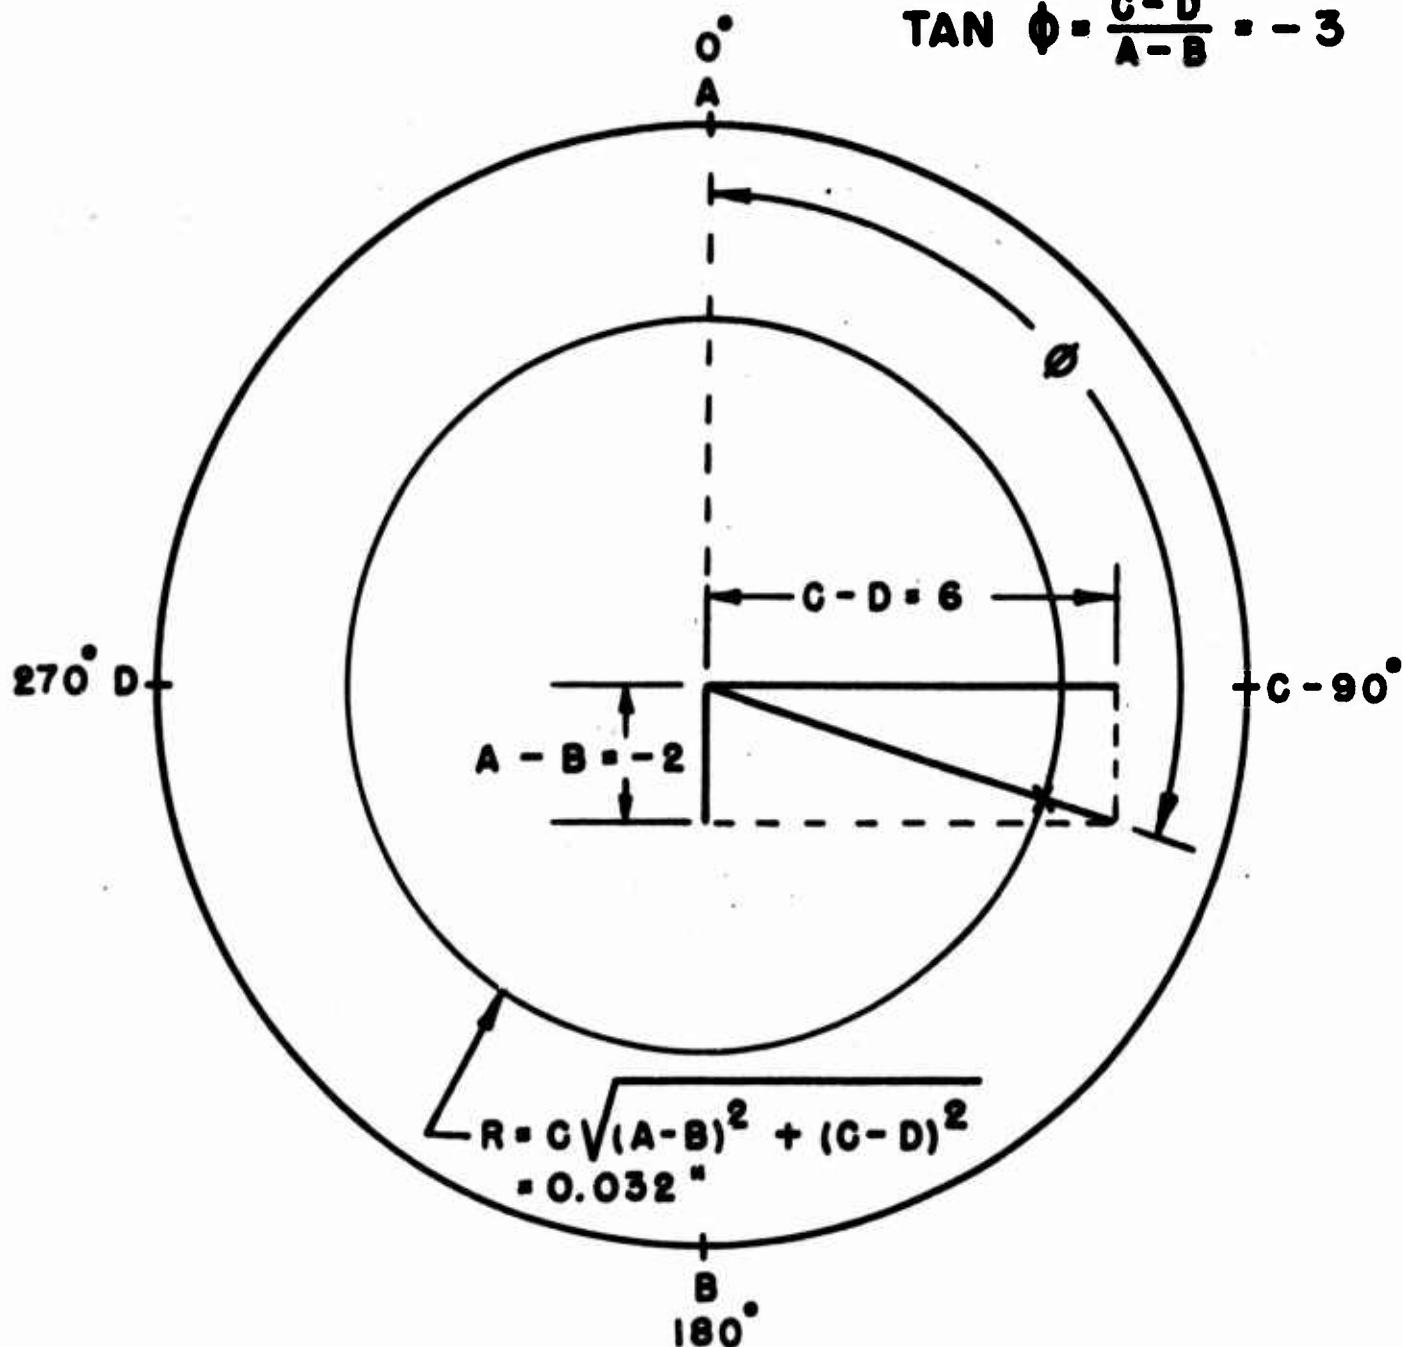 TAN ϕ = C-D / A-B = -3
0°
A
Ø
C-D = 6
270° D
C-90°
A - B = -2
R = C√(A-B)² + (C-D)²
= 0.032"
B
180°